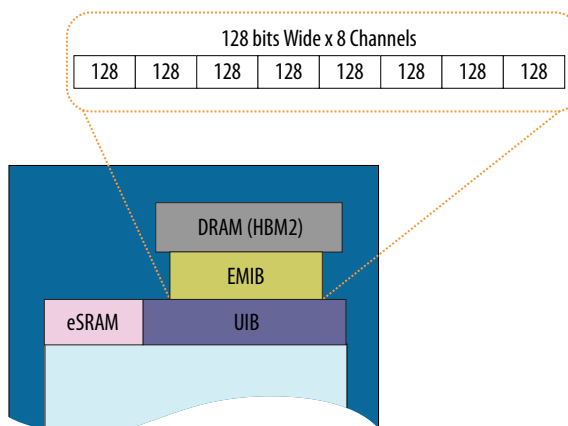 128 bits Wide x 8 Channels
128 128 128 128 128 128 128 128
DRAM (HBM2)
EMIB
eSRAM UIB